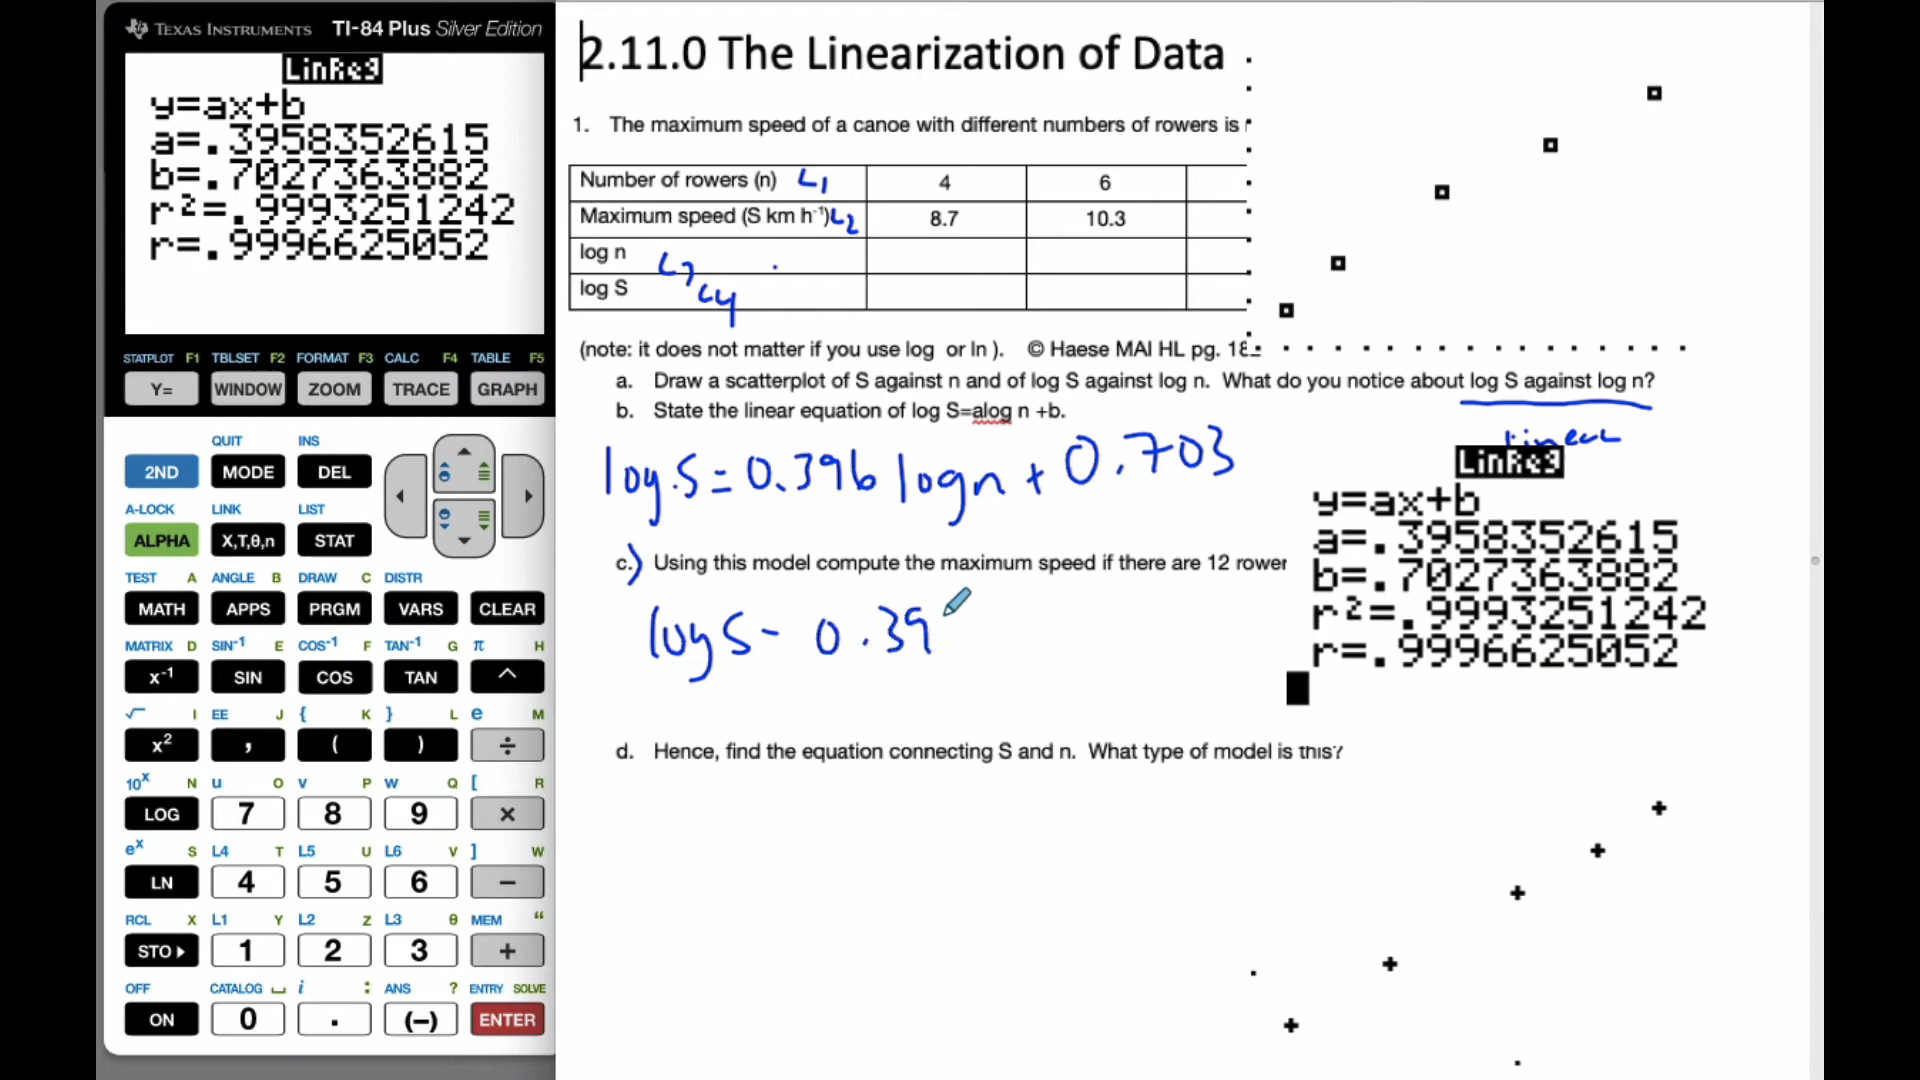 TEXAS INSTRUMENTS TI-84 Plus Silver Edition
LinReg
y=ax+b
a=.3958352615
b=.7027363882
r²=.9993251242
r=.9996625052
STATPLOT F1 TBLSET F2 FORMAT F3 CALC F4 TABLE F5
Y= WINDOW ZOOM TRACE GRAPH
QUIT INS
2ND MODE DEL
A-LOCK LINK LIST
ALPHA X,T,θ,n STAT
TEST A ANGLE B DRAW C DISTR
MATH APPS PRGM VARS CLEAR
MATRIX D SIN⁻¹ E COS⁻¹ F TAN⁻¹ G π H
x⁻¹ SIN COS TAN ^
√ I EE J { K } L e M
x² , ( ) ÷
10ˣ N u O v P w Q [ R
LOG 7 8 9 ×
eˣ S L4 T L5 U L6 V ] W
LN 4 5 6 −
RCL X L1 Y L2 Z L3 θ MEM “
STO▶ 1 2 3 +
OFF CATALOG ⎵ i : ANS ? ENTRY SOLVE
ON 0 . (−) ENTER
2.11.0 The Linearization of Data
1. The maximum speed of a canoe with different numbers of rowers is
Number of rowers (n) L1 4 6
Maximum speed (S km h⁻¹) L2 8.7 10.3
log n L3
log S L4
(note: it does not matter if you use log or ln ). © Haese MAI HL pg. 18
a. Draw a scatterplot of S against n and of log S against log n. What do you notice about log S against log n?
linear
b. State the linear equation of log S=alog n +b.
log S = 0.396 log n + 0.703
c.) Using this model compute the maximum speed if there are 12 rower
log S - 0.39
LinReg
y=ax+b
a=.3958352615
b=.7027363882
r²=.9993251242
r=.9996625052
d. Hence, find the equation connecting S and n. What type of model is this?